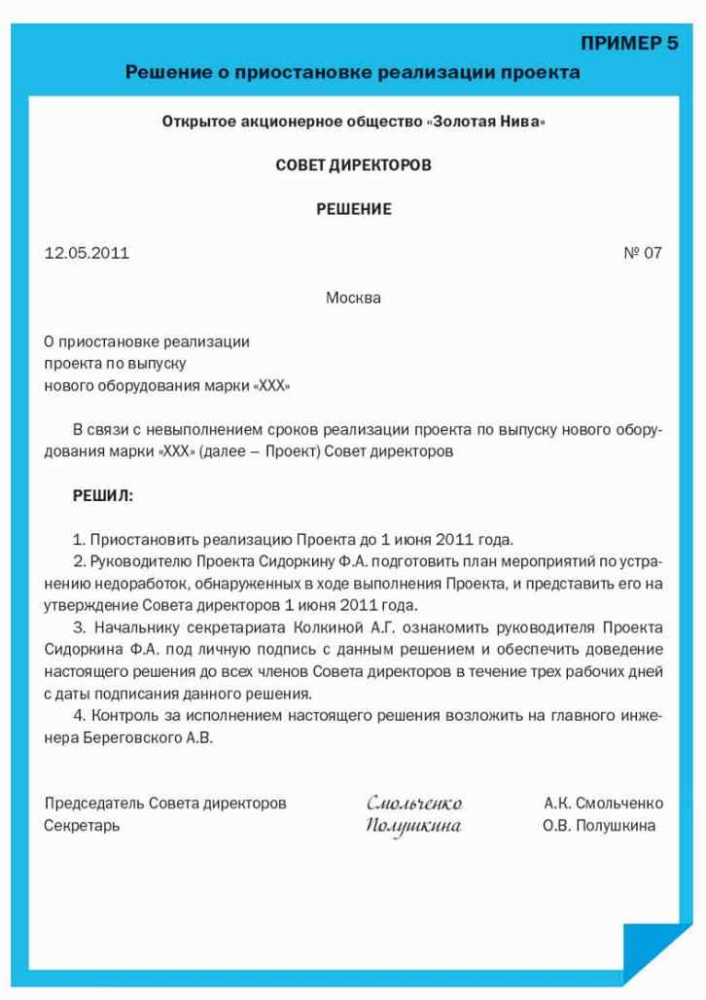 ПРИМЕР 5
Решение о приостановке реализации проекта
Открытое акционерное общество «Золотая Нива»
СОВЕТ ДИРЕКТОРОВ
РЕШЕНИЕ
12.05.2011 № 07
Москва
О приостановке реализации
проекта по выпуску
нового оборудования марки «ХХХ»
В связи с невыполнением сроков реализации проекта по выпуску нового обору-
дования марки «ХХХ» (далее – Проект) Совет директоров
РЕШИЛ:
1. Приостановить реализацию Проекта до 1 июня 2011 года.
2. Руководителю Проекта Сидоркину Ф.А. подготовить план мероприятий по устра-
нению недоработок, обнаруженных в ходе выполнения Проекта, и представить его на
утверждение Совета директоров 1 июня 2011 года.
3. Начальнику секретариата Колкиной А.Г. ознакомить руководителя Проекта
Сидоркина Ф.А. под личную подпись с данным решением и обеспечить доведение
настоящего решения до всех членов Совета директоров в течение трех рабочих дней
с даты подписания данного решения.
4. Контроль за исполнением настоящего решения возложить на главного инже-
нера Береговского А.В.
Председатель Совета директоров Смольченко А.К. Смольченко
Секретарь Полушкина О.В. Полушкина